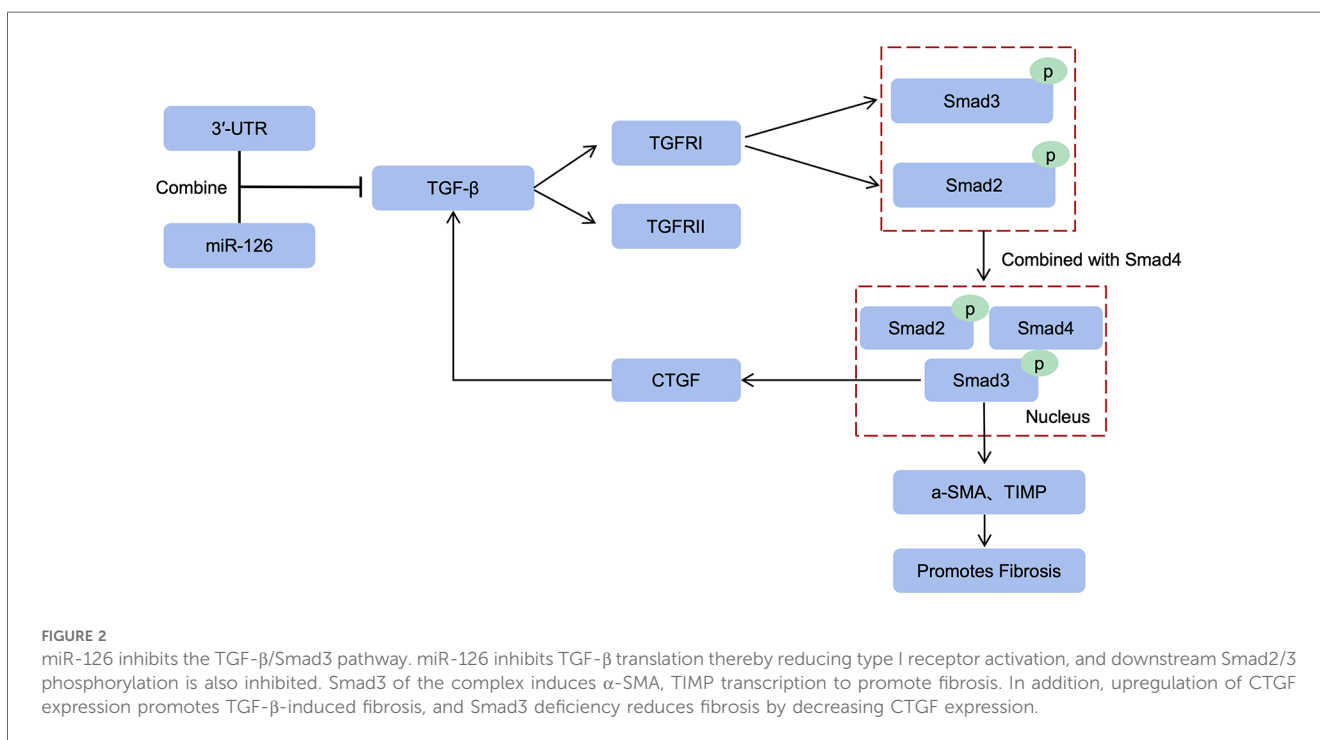 p
Smad3
3′-UTR
TGFRI
p
Combine
TGF-β
Smad2
miR-126
TGFRII
Combined with Smad4
p
Smad2
Smad4
p
CTGF
Smad3
Nucleus
a-SMA、TIMP
Promotes Fibrosis
FIGURE 2
miR-126 inhibits the TGF-β/Smad3 pathway. miR-126 inhibits TGF-β translation thereby reducing type I receptor activation, and downstream Smad2/3
phosphorylation is also inhibited. Smad3 of the complex induces α-SMA, TIMP transcription to promote fibrosis. In addition, upregulation of CTGF
expression promotes TGF-β-induced fibrosis, and Smad3 deficiency reduces fibrosis by decreasing CTGF expression.